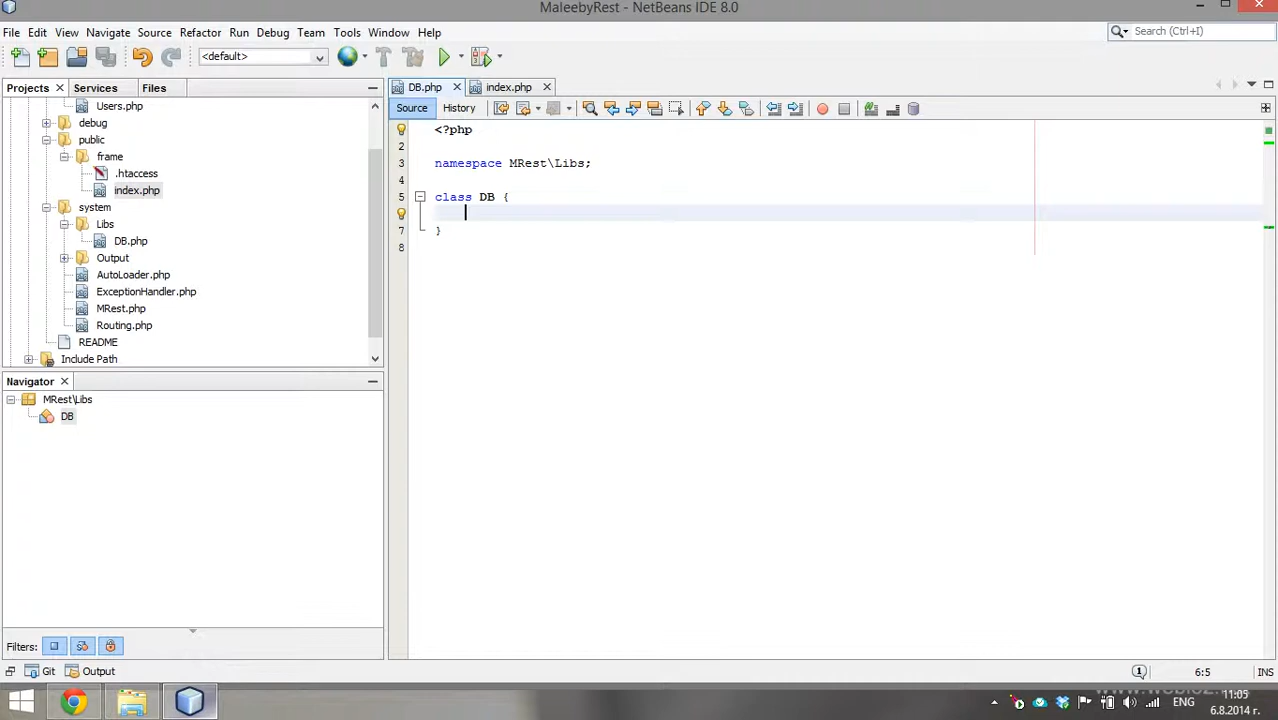 MaleebyRest - NetBeans IDE 8.0
File Edit View Navigate Source Refactor Run Debug Team Tools Window Help
Search (Ctrl+I)
<default>
Projects Services Files
DB.php index.php
Source History
Users.php
debug
public
frame
.htaccess
index.php
system
Libs
DB.php
Output
AutoLoader.php
ExceptionHandler.php
MRest.php
Routing.php
README
Include Path
<?php
2
3 namespace MRest\Libs;
4
5 class DB {
7 }
8
Navigator
MRest\Libs
DB
Filters:
Git Output
1 6:5 INS
ENG
11:05
6.8.2014 г.